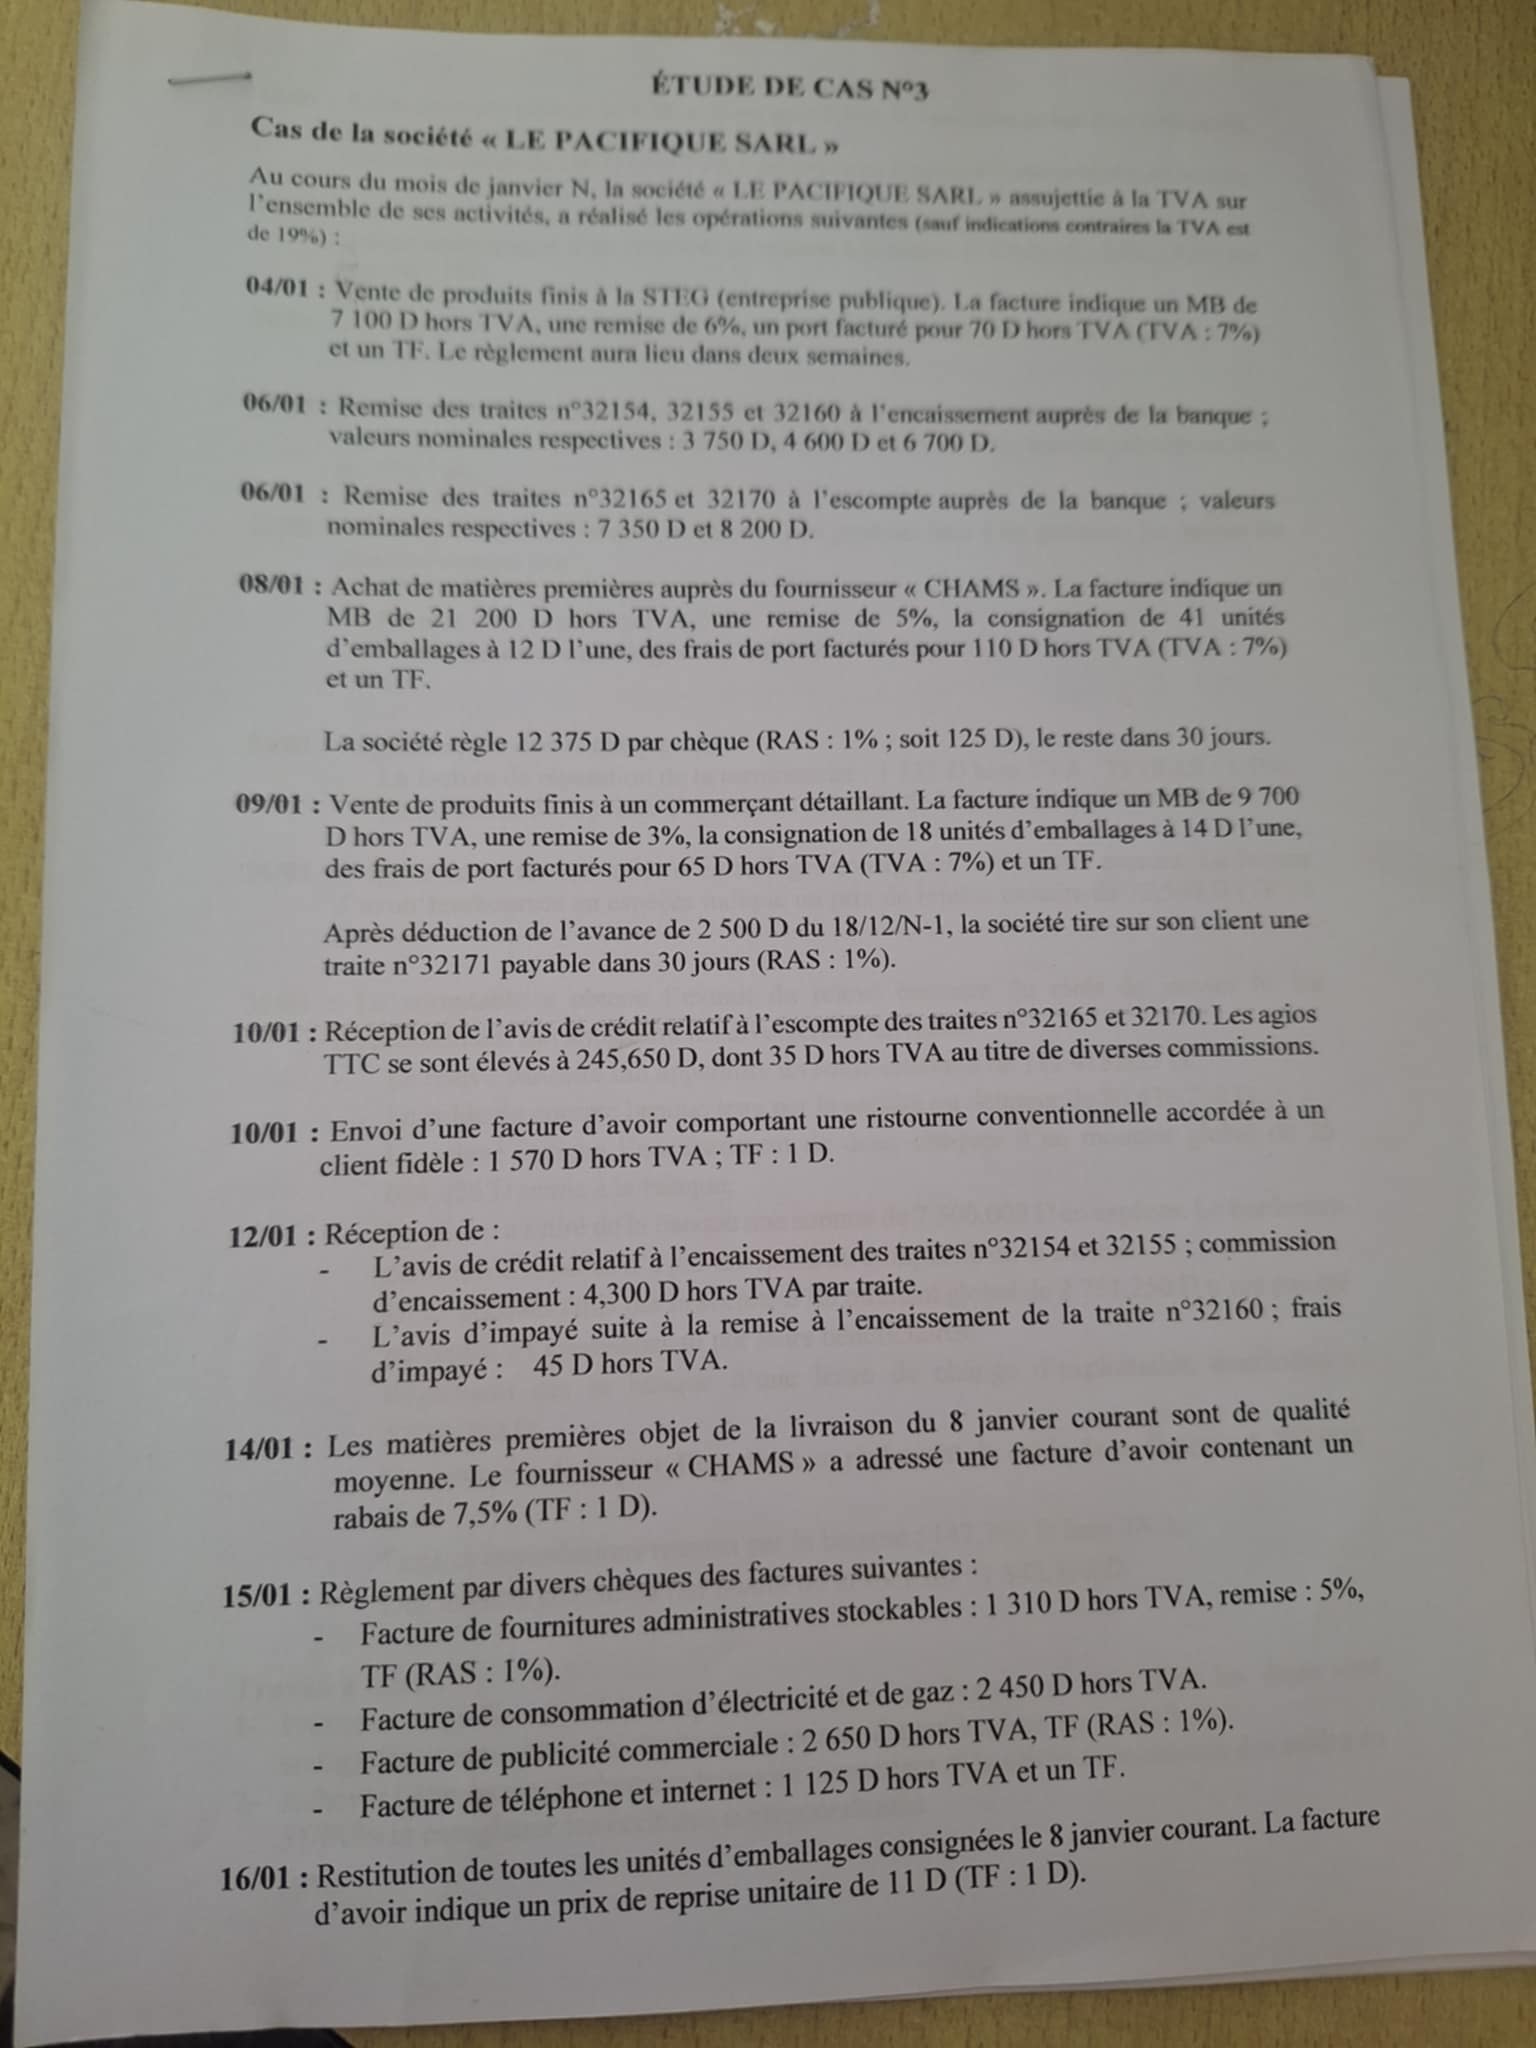 ÉTUDE DE CAS N°3
Cas de la société « LE PACIFIQUE SARL »
Au cours du mois de janvier N, la société « LE PACIFIQUE SARL » assujettie à la TVA sur
l'ensemble de ses activités, a réalisé les opérations suivantes (sauf indications contraires la TVA est
de 19%) :
04/01 : Vente de produits finis à la STEG (entreprise publique). La facture indique un MB de
7 100 D hors TVA, une remise de 6%, un port facturé pour 70 D hors TVA (TVA : 7%)
et un TF. Le règlement aura lieu dans deux semaines.
06/01 : Remise des traites n°32154, 32155 et 32160 à l'encaissement auprès de la banque ;
valeurs nominales respectives : 3 750 D, 4 600 D et 6 700 D.
06/01 : Remise des traites n°32165 et 32170 à l'escompte auprès de la banque ; valeurs
nominales respectives : 7 350 D et 8 200 D.
08/01 : Achat de matières premières auprès du fournisseur « CHAMS ». La facture indique un
MB de 21 200 D hors TVA, une remise de 5%, la consignation de 41 unités
d'emballages à 12 D l'une, des frais de port facturés pour 110 D hors TVA (TVA : 7%)
et un TF.
La société règle 12 375 D par chèque (RAS : 1% ; soit 125 D), le reste dans 30 jours.
09/01 : Vente de produits finis à un commerçant détaillant. La facture indique un MB de 9 700
D hors TVA, une remise de 3%, la consignation de 18 unités d'emballages à 14 D l'une,
des frais de port facturés pour 65 D hors TVA (TVA : 7%) et un TF.
Après déduction de l'avance de 2 500 D du 18/12/N-1, la société tire sur son client une
traite n°32171 payable dans 30 jours (RAS : 1%).
10/01 : Réception de l'avis de crédit relatif à l'escompte des traites n°32165 et 32170. Les agios
TTC se sont élevés à 245,650 D, dont 35 D hors TVA au titre de diverses commissions.
10/01 : Envoi d'une facture d'avoir comportant une ristourne conventionnelle accordée à un
client fidèle : 1 570 D hors TVA ; TF : 1 D.
12/01 : Réception de :
- L'avis de crédit relatif à l'encaissement des traites n°32154 et 32155 ; commission
d'encaissement : 4,300 D hors TVA par traite.
- L'avis d'impayé suite à la remise à l'encaissement de la traite n°32160 ; frais
d'impayé : 45 D hors TVA.
14/01 : Les matières premières objet de la livraison du 8 janvier courant sont de qualité
moyenne. Le fournisseur « CHAMS » a adressé une facture d'avoir contenant un
rabais de 7,5% (TF : 1 D).
15/01 : Règlement par divers chèques des factures suivantes :
- Facture de fournitures administratives stockables : 1 310 D hors TVA, remise : 5%,
TF (RAS : 1%).
- Facture de consommation d'électricité et de gaz : 2 450 D hors TVA.
- Facture de publicité commerciale : 2 650 D hors TVA, TF (RAS : 1%).
- Facture de téléphone et internet : 1 125 D hors TVA et un TF.
16/01 : Restitution de toutes les unités d'emballages consignées le 8 janvier courant. La facture
d'avoir indique un prix de reprise unitaire de 11 D (TF : 1 D).